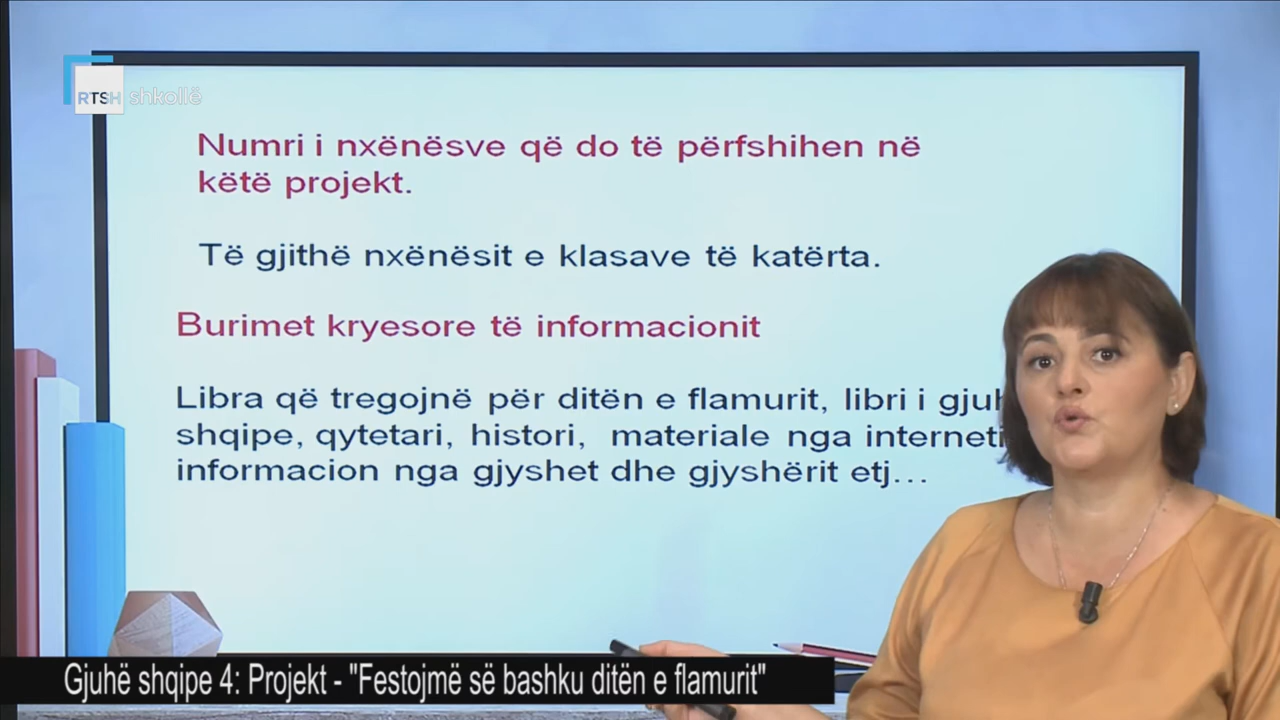 RTSH shkollë
Numri i nxënësve që do të përfshihen në
këtë projekt.
Të gjithë nxënësit e klasave të katërta.
Burimet kryesore të informacionit
Libra që tregojnë për ditën e flamurit, libri i
shqipe, qytetari, histori, materiale nga interneti
informacion nga gjyshet dhe gjyshërit etj...
Gjuhë shqipe 4: Projekt - "Festojmë së bashku ditën e flamurit"